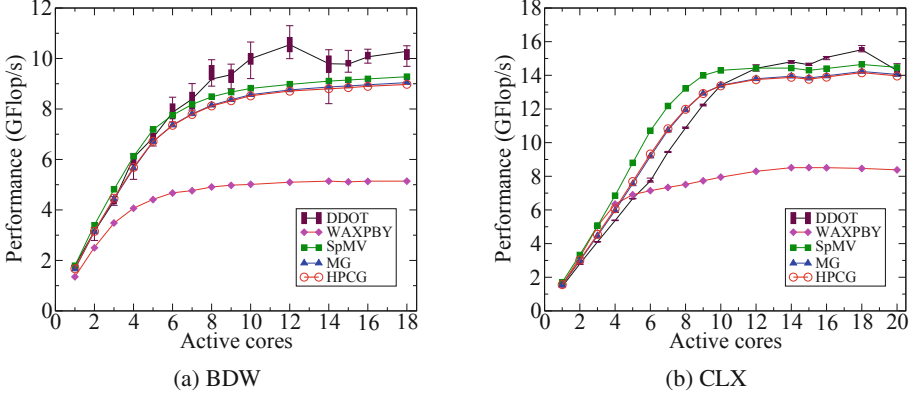 Performance (GFlop/s)
12
10
8
6
4
2
0
0 2 4 6 8 10 12 14 16 18
Active cores
DDOT
WAXPBY
SpMV
MG
HPCG
(a) BDW
Performance (GFlop/s)
18
16
14
12
10
8
6
4
2
0
0 2 4 6 8 10 12 14 16 18 20
Active cores
DDOT
WAXPBY
SpMV
MG
HPCG
(b) CLX